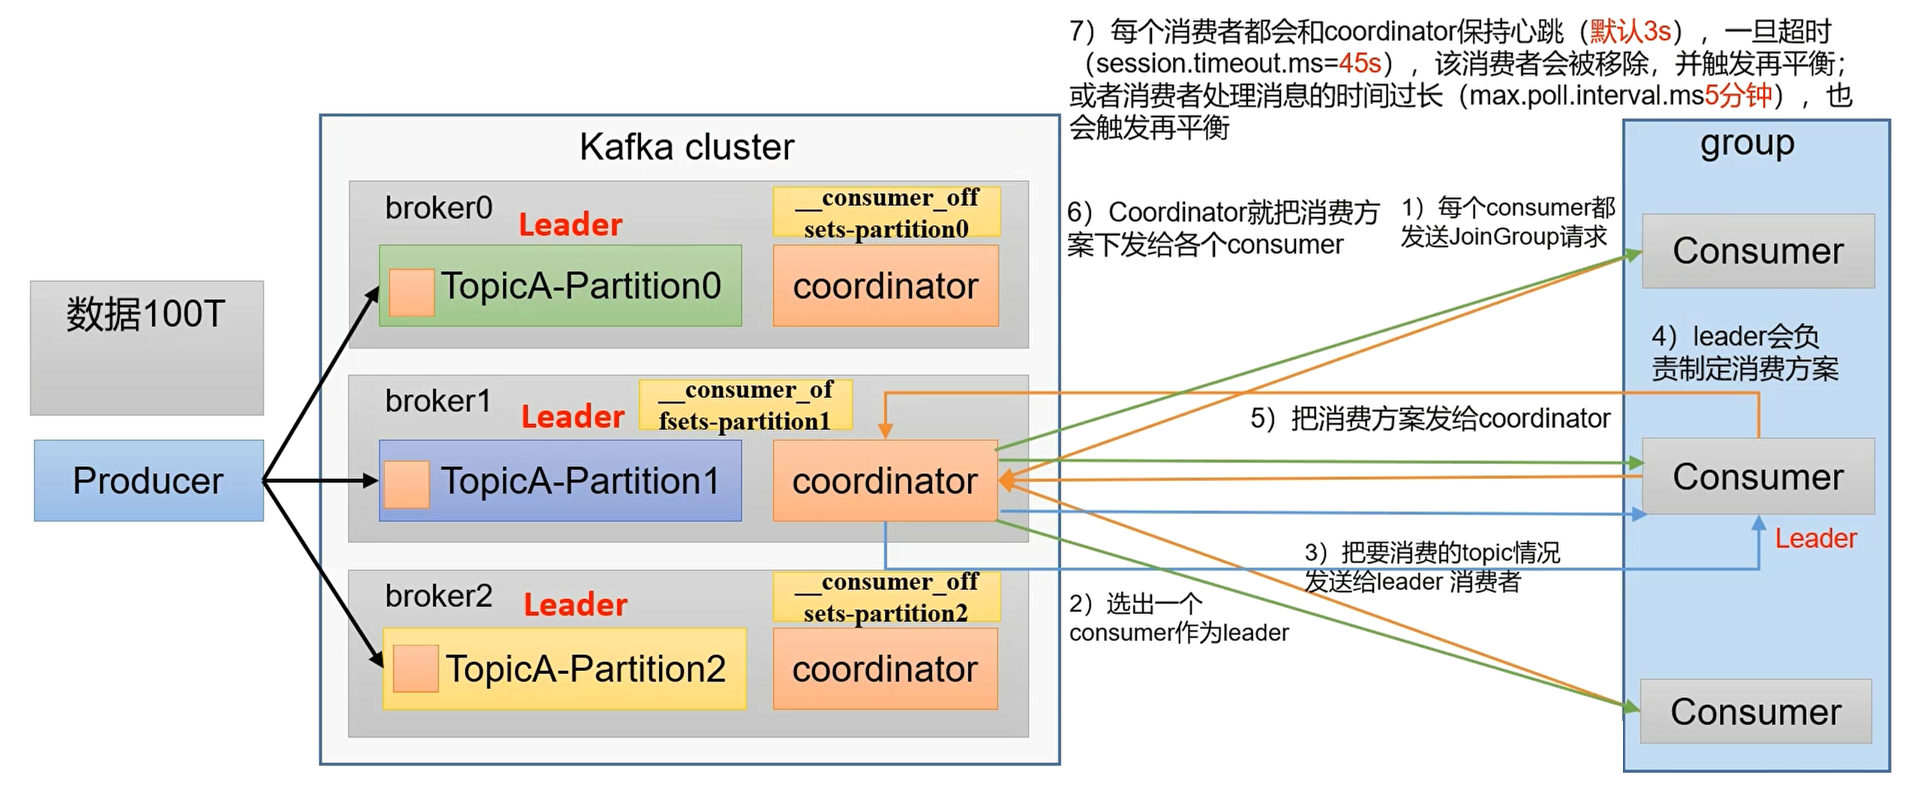 7）每个消费者都会和coordinator保持心跳（默认3s），一旦超时
（session.timeout.ms=45s），该消费者会被移除，并触发再平衡；
或者消费者处理消息的时间过长（max.poll.interval.ms5分钟），也
会触发再平衡
Kafka cluster
group
broker0
Leader
__consumer_off
sets-partition0
TopicA-Partition0
coordinator
6）Coordinator就把消费方
案下发给各个consumer
1）每个consumer都
发送JoinGroup请求
Consumer
数据100T
4）leader会负
责制定消费方案
broker1
Leader
__consumer_of
fsets-partition1
5）把消费方案发给coordinator
Producer
TopicA-Partition1
coordinator
Consumer
Leader
3）把要消费的topic情况
发送给leader 消费者
broker2
Leader
__consumer_off
sets-partition2
2）选出一个
consumer作为leader
TopicA-Partition2
coordinator
Consumer